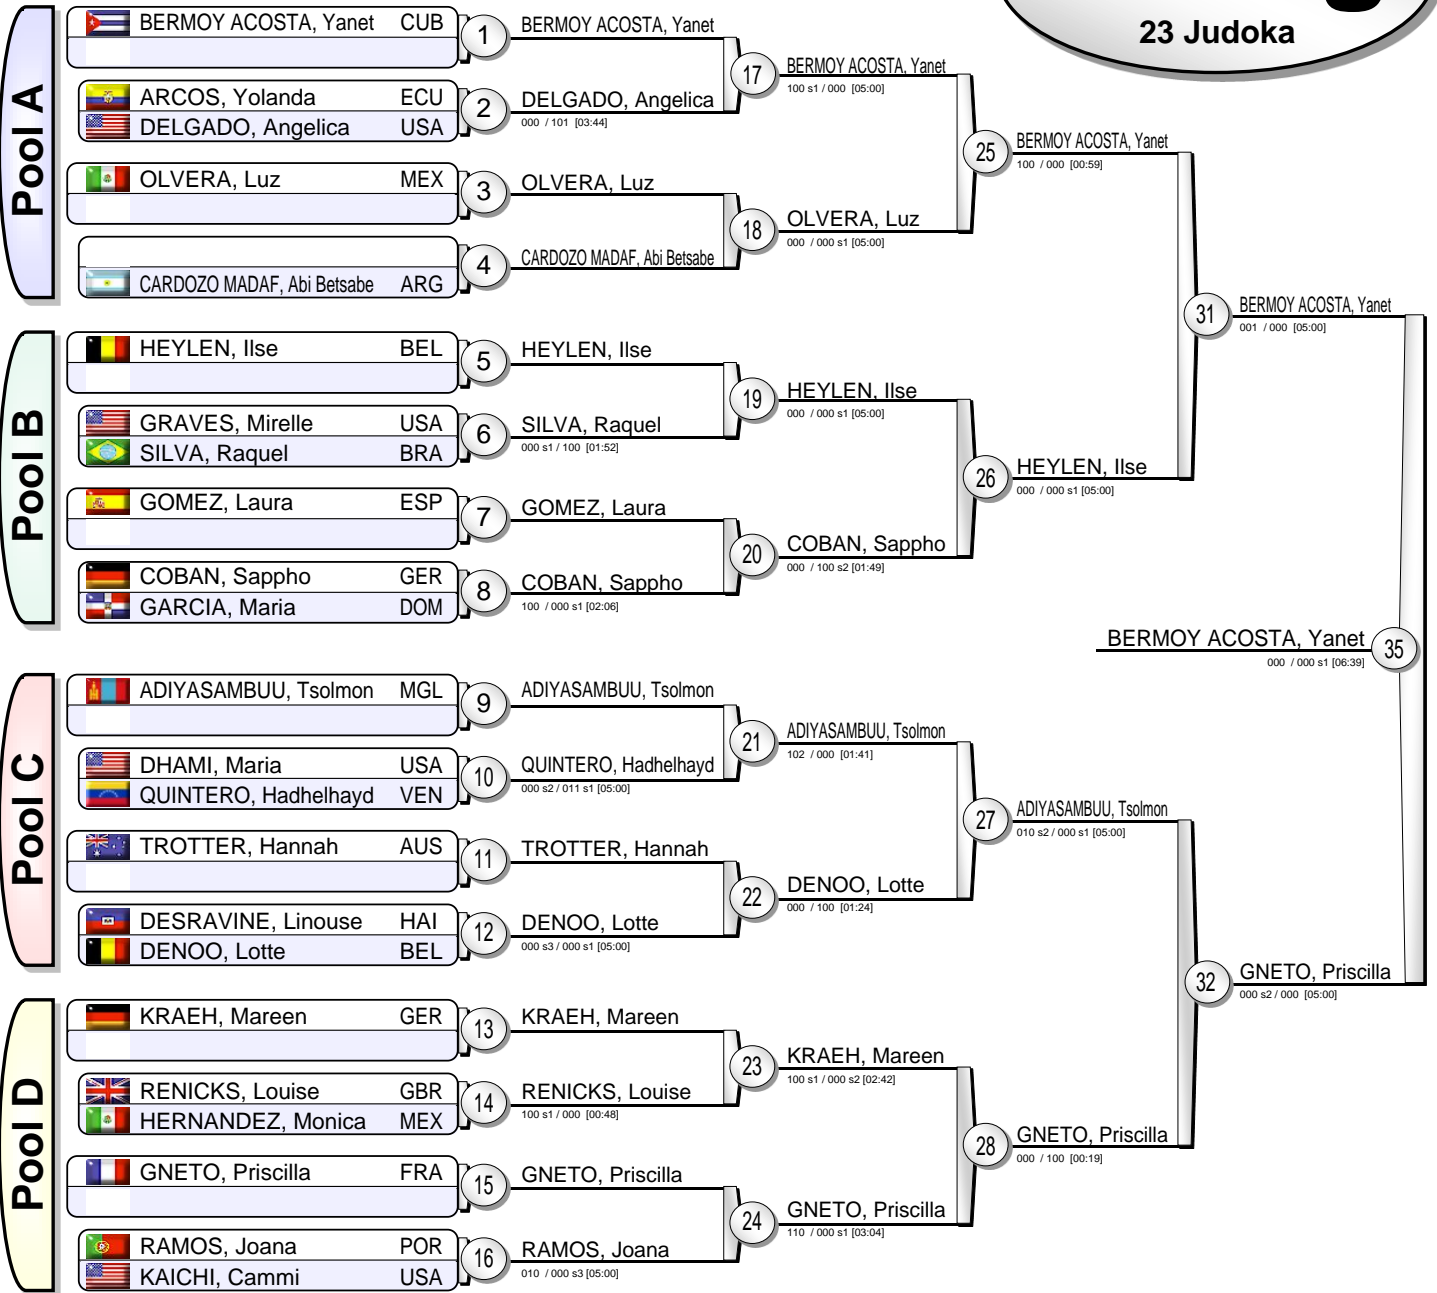 23 Judoka
Pool A
BERMOY ACOSTA, Yanet CUB
1
BERMOY ACOSTA, Yanet
ARCOS, Yolanda ECU
DELGADO, Angelica USA
2
DELGADO, Angelica
000 / 101 [03:44]
17
BERMOY ACOSTA, Yanet
100 s1 / 000 [05:00]
OLVERA, Luz MEX
3
OLVERA, Luz
CARDOZO MADAF, Abi Betsabe ARG
4
CARDOZO MADAF, Abi Betsabe
18
OLVERA, Luz
000 / 000 s1 [05:00]
25
BERMOY ACOSTA, Yanet
100 / 000 [00:59]
Pool B
HEYLEN, Ilse BEL
5
HEYLEN, Ilse
GRAVES, Mirelle USA
SILVA, Raquel BRA
6
SILVA, Raquel
000 s1 / 100 [01:52]
19
HEYLEN, Ilse
000 / 000 s1 [05:00]
GOMEZ, Laura ESP
7
GOMEZ, Laura
COBAN, Sappho GER
GARCIA, Maria DOM
8
COBAN, Sappho
100 / 000 s1 [02:06]
20
COBAN, Sappho
000 / 100 s2 [01:49]
26
HEYLEN, Ilse
000 / 000 s1 [05:00]
31
BERMOY ACOSTA, Yanet
001 / 000 [05:00]
BERMOY ACOSTA, Yanet
35
000 / 000 s1 [06:39]
Pool C
ADIYASAMBUU, Tsolmon MGL
9
ADIYASAMBUU, Tsolmon
DHAMI, Maria USA
QUINTERO, Hadhelhayd VEN
10
QUINTERO, Hadhelhayd
000 s2 / 011 s1 [05:00]
21
ADIYASAMBUU, Tsolmon
102 / 000 [01:41]
TROTTER, Hannah AUS
11
TROTTER, Hannah
DESRAVINE, Linouse HAI
DENOO, Lotte BEL
12
DENOO, Lotte
000 s3 / 000 s1 [05:00]
22
DENOO, Lotte
000 / 100 [01:24]
27
ADIYASAMBUU, Tsolmon
010 s2 / 000 s1 [05:00]
Pool D
KRAEH, Mareen GER
13
KRAEH, Mareen
RENICKS, Louise GBR
HERNANDEZ, Monica MEX
14
RENICKS, Louise
100 s1 / 000 [00:48]
23
KRAEH, Mareen
100 s1 / 000 s2 [02:42]
GNETO, Priscilla FRA
15
GNETO, Priscilla
RAMOS, Joana POR
KAICHI, Cammi USA
16
RAMOS, Joana
010 / 000 s3 [05:00]
24
GNETO, Priscilla
110 / 000 s1 [03:04]
28
GNETO, Priscilla
000 / 100 [00:19]
32
GNETO, Priscilla
000 s2 / 000 [05:00]